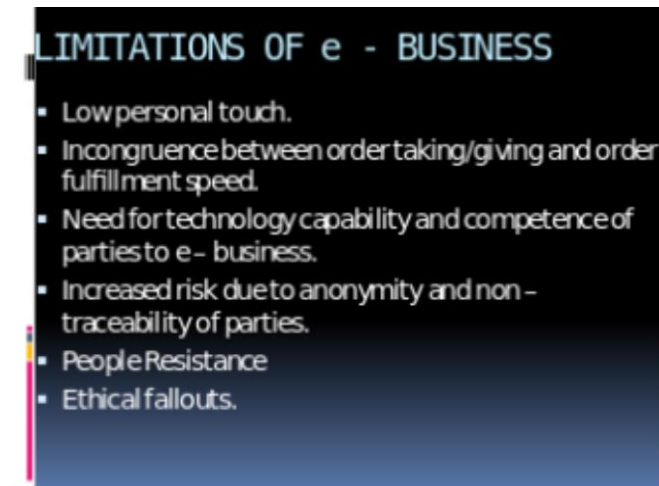 LIMITATIONS OF e - BUSINESS
▪ Low personal touch.
▪ Incongruence between order taking/giving and order
fulfillment speed.
▪ Need for technology capability and competence of
parties to e – business.
▪ Increased risk due to anonymity and non –
traceability of parties.
▪ People Resistance
▪ Ethical fallouts.